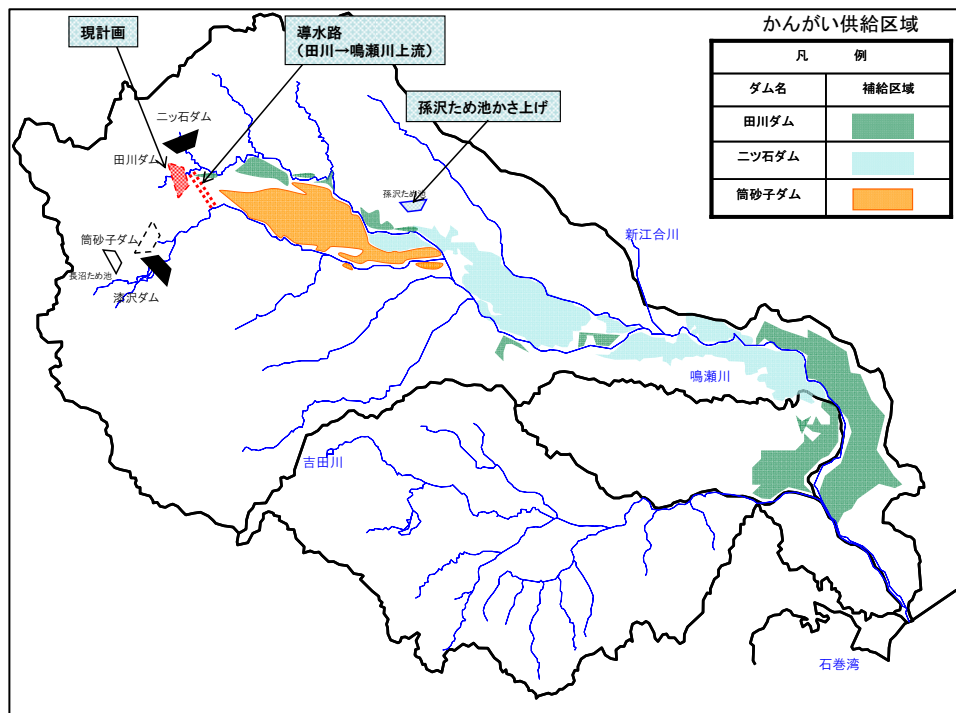 かんがい供給区域
凡 例
ダム名 補給区域
田川ダム
二ツ石ダム
筒砂子ダム
現計画
導水路
(田川→鳴瀬川上流)
孫沢ため池かさ上げ
二ツ石ダム
田川ダム
孫沢ため池
筒砂子ダム
長沼ため池
漆沢ダム
新江合川
鳴瀬川
吉田川
石巻湾